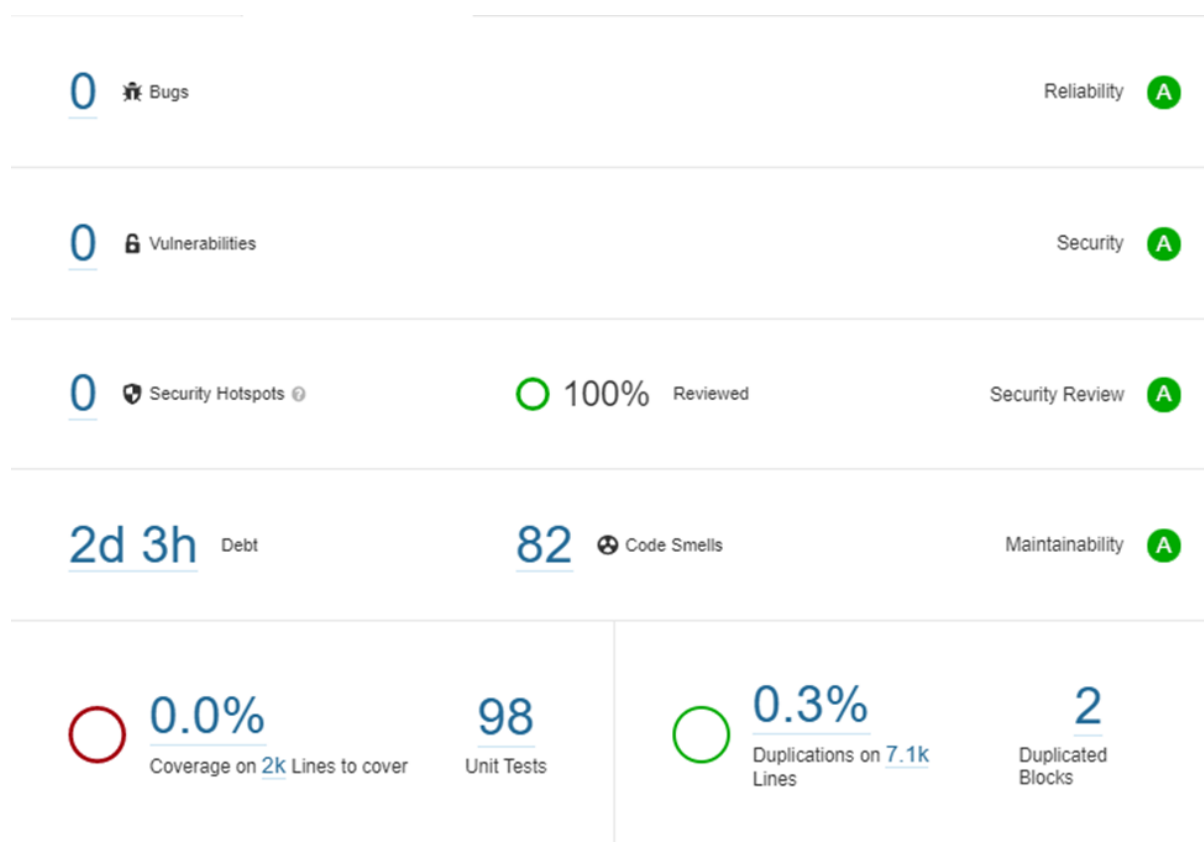 0 Bugs Reliability A
0 Vulnerabilities Security A
0 Security Hotspots ? 100% Reviewed Security Review A
2d 3h Debt 82 Code Smells Maintainability A
0.0%
Coverage on 2k Lines to cover
98
Unit Tests
0.3%
Duplications on 7.1k
Lines
2
Duplicated
Blocks